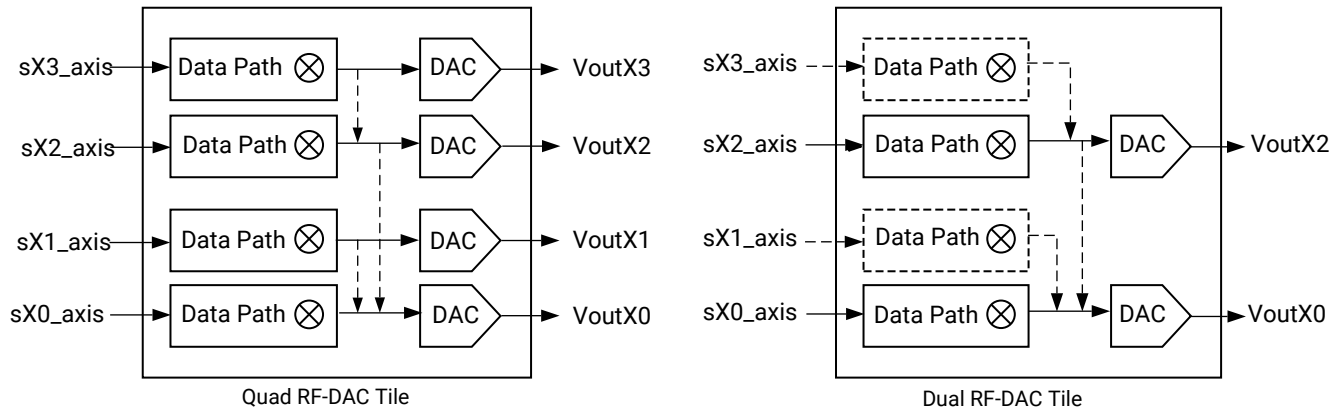 sX3_axis Data Path DAC VoutX3
sX2_axis Data Path DAC VoutX2
sX1_axis Data Path DAC VoutX1
sX0_axis Data Path DAC VoutX0
Quad RF-DAC Tile
sX3_axis Data Path
sX2_axis Data Path DAC VoutX2
sX1_axis Data Path
sX0_axis Data Path DAC VoutX0
Dual RF-DAC Tile